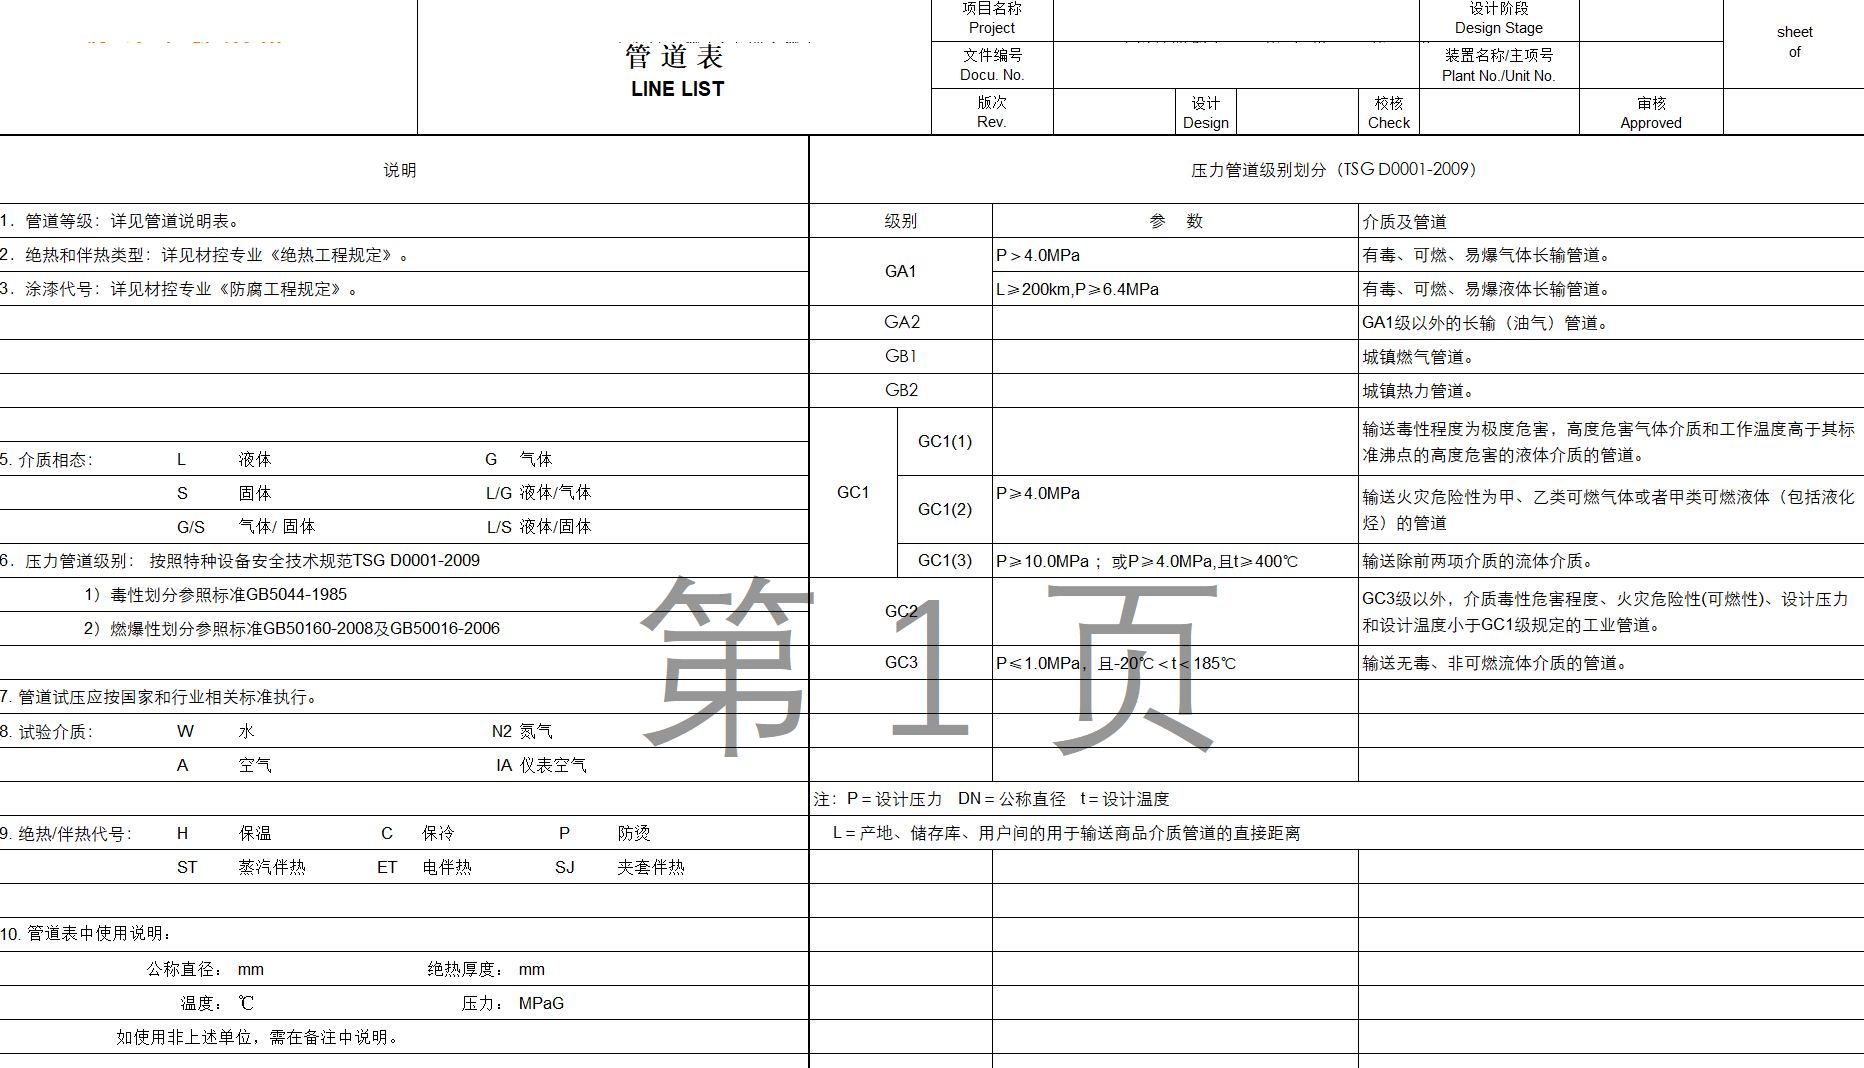 项目名称
Project
设计阶段
Design Stage
sheet
of
管 道 表
LINE LIST
文件编号
Docu. No.
装置名称/主项号
Plant No./Unit No.
版次
Rev.
设计
Design
校核
Check
审核
Approved
说明
压力管道级别划分（TSG D0001-2009）
1．管道等级：详见管道说明表。
2．绝热和伴热类型：详见材控专业《绝热工程规定》。
3．涂漆代号：详见材控专业《防腐工程规定》。
5. 介质相态: L 液体 G 气体
S 固体 L/G 液体/气体
G/S 气体/ 固体 L/S 液体/固体
6．压力管道级别： 按照特种设备安全技术规范TSG D0001-2009
1）毒性划分参照标准GB5044-1985
2）燃爆性划分参照标准GB50160-2008及GB50016-2006
7. 管道试压应按国家和行业相关标准执行。
8. 试验介质: W 水 N2 氮气
A 空气 IA 仪表空气
9. 绝热/伴热代号: H 保温 C 保冷 P 防烫
ST 蒸汽伴热 ET 电伴热 SJ 夹套伴热
10. 管道表中使用说明：
公称直径： mm 绝热厚度： mm
温度： ℃ 压力： MPaG
如使用非上述单位，需在备注中说明。
级别 参 数 介质及管道
GA1 P＞4.0MPa 有毒、可燃、易爆气体长输管道。
L≥200km,P≥6.4MPa 有毒、可燃、易爆液体长输管道。
GA2 GA1级以外的长输（油气）管道。
GB1 城镇燃气管道。
GB2 城镇热力管道。
GC1
GC1(1) 输送毒性程度为极度危害，高度危害气体介质和工作温度高于其标
准沸点的高度危害的液体介质的管道。
GC1(2) P≥4.0MPa 输送火灾危险性为甲、乙类可燃气体或者甲类可燃液体（包括液化
烃）的管道
GC1(3) P≥10.0MPa； 或P≥4.0MPa,且t≥400℃ 输送除前两项介质的流体介质。
GC2 GC3级以外，介质毒性危害程度、火灾危险性(可燃性)、设计压力
和设计温度小于GC1级规定的工业管道。
GC3 P≤1.0MPa，且-20℃＜t＜185℃ 输送无毒、非可燃流体介质的管道。
注：P＝设计压力 DN＝公称直径 t＝设计温度
L＝产地、储存库、用户间的用于输送商品介质管道的直接距离
第 1 页